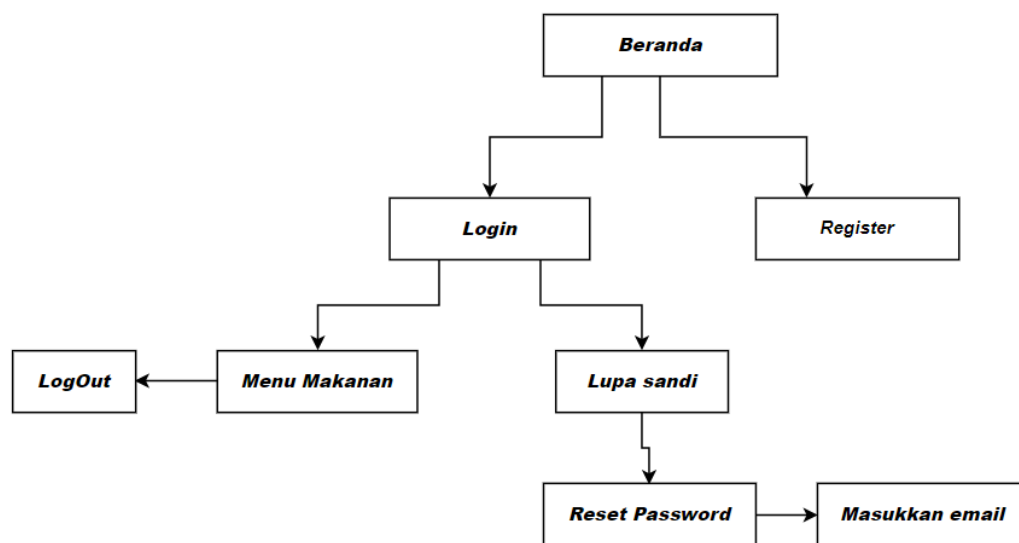 Beranda
Login
Register
LogOut
Menu Makanan
Lupa sandi
Reset Password
Masukkan email